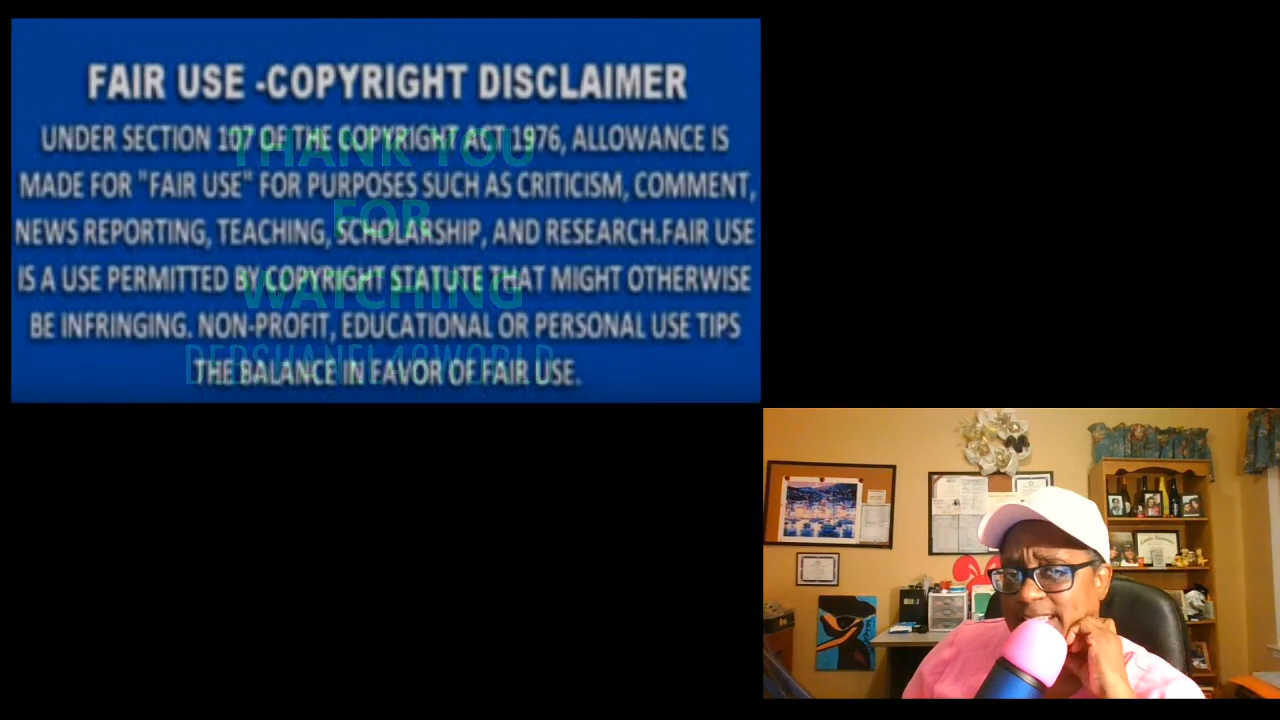 FAIR USE -COPYRIGHT DISCLAIMER
UNDER SECTION 107 OF THE COPYRIGHT ACT 1976, ALLOWANCE IS
MADE FOR "FAIR USE" FOR PURPOSES SUCH AS CRITICISM, COMMENT,
NEWS REPORTING, TEACHING, SCHOLARSHIP, AND RESEARCH.FAIR USE
IS A USE PERMITTED BY COPYRIGHT STATUTE THAT MIGHT OTHERWISE
BE INFRINGING. NON-PROFIT, EDUCATIONAL OR PERSONAL USE TIPS
THE BALANCE IN FAVOR OF FAIR USE.
THANK YOU
FOR
WATCHING